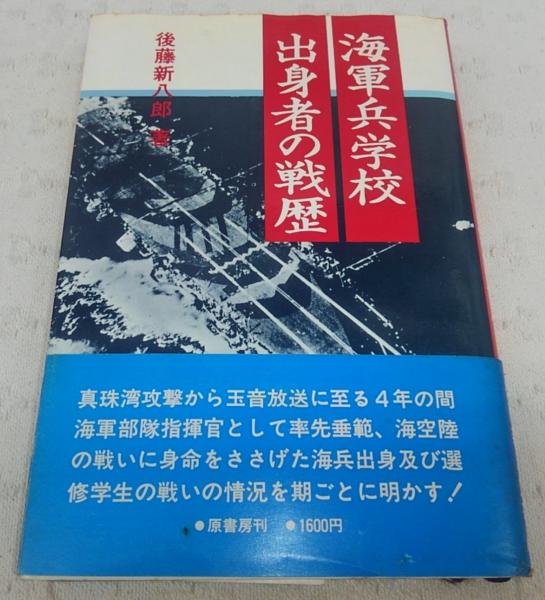 海軍兵学校
出身者の戦歴
後藤新八郎 著
真珠湾攻撃から玉音放送に至る4年の間
海軍部隊指揮官として率先垂範、海空陸
の戦いに身命をささげた海兵出身及び選
修学生の戦いの情況を期ごとに明かす!
●原書房刊 ●1600円